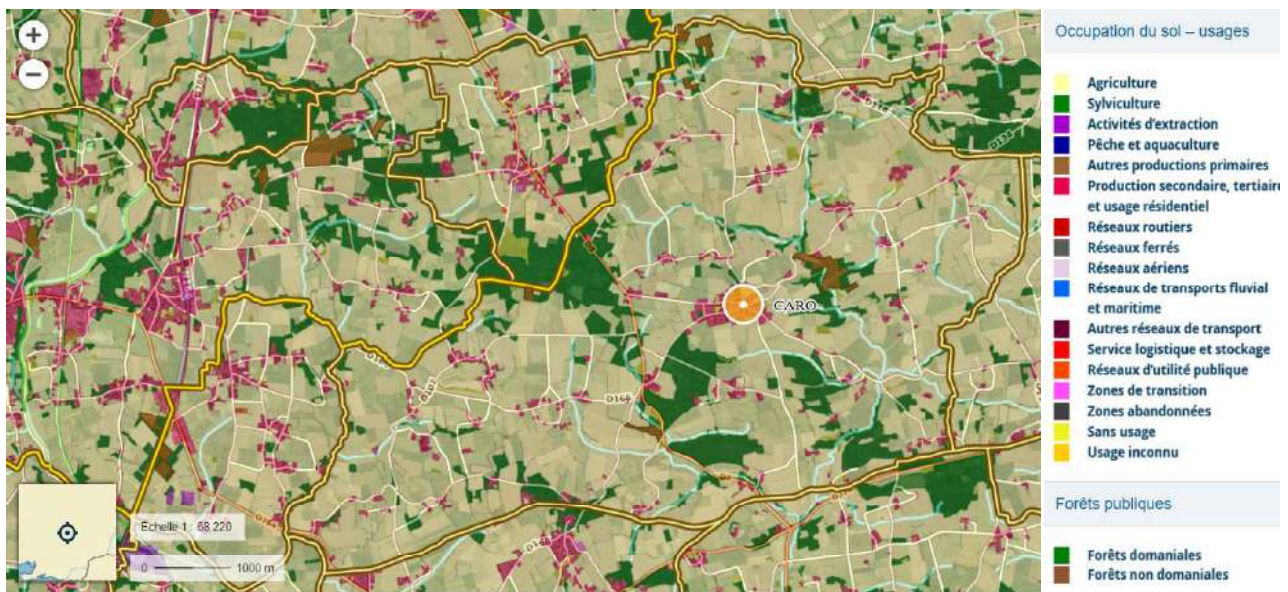 +
−
CARO
D164
Échelle 1 : 68 220
0 1000 m
Occupation du sol – usages
Agriculture
Sylviculture
Activités d'extraction
Pêche et aquaculture
Autres productions primaires
Production secondaire, tertiaire
et usage résidentiel
Réseaux routiers
Réseaux ferrés
Réseaux aériens
Réseaux de transports fluvial
et maritime
Autres réseaux de transport
Service logistique et stockage
Réseaux d'utilité publique
Zones de transition
Zones abandonnées
Sans usage
Usage inconnu
Forêts publiques
Forêts domaniales
Forêts non domaniales